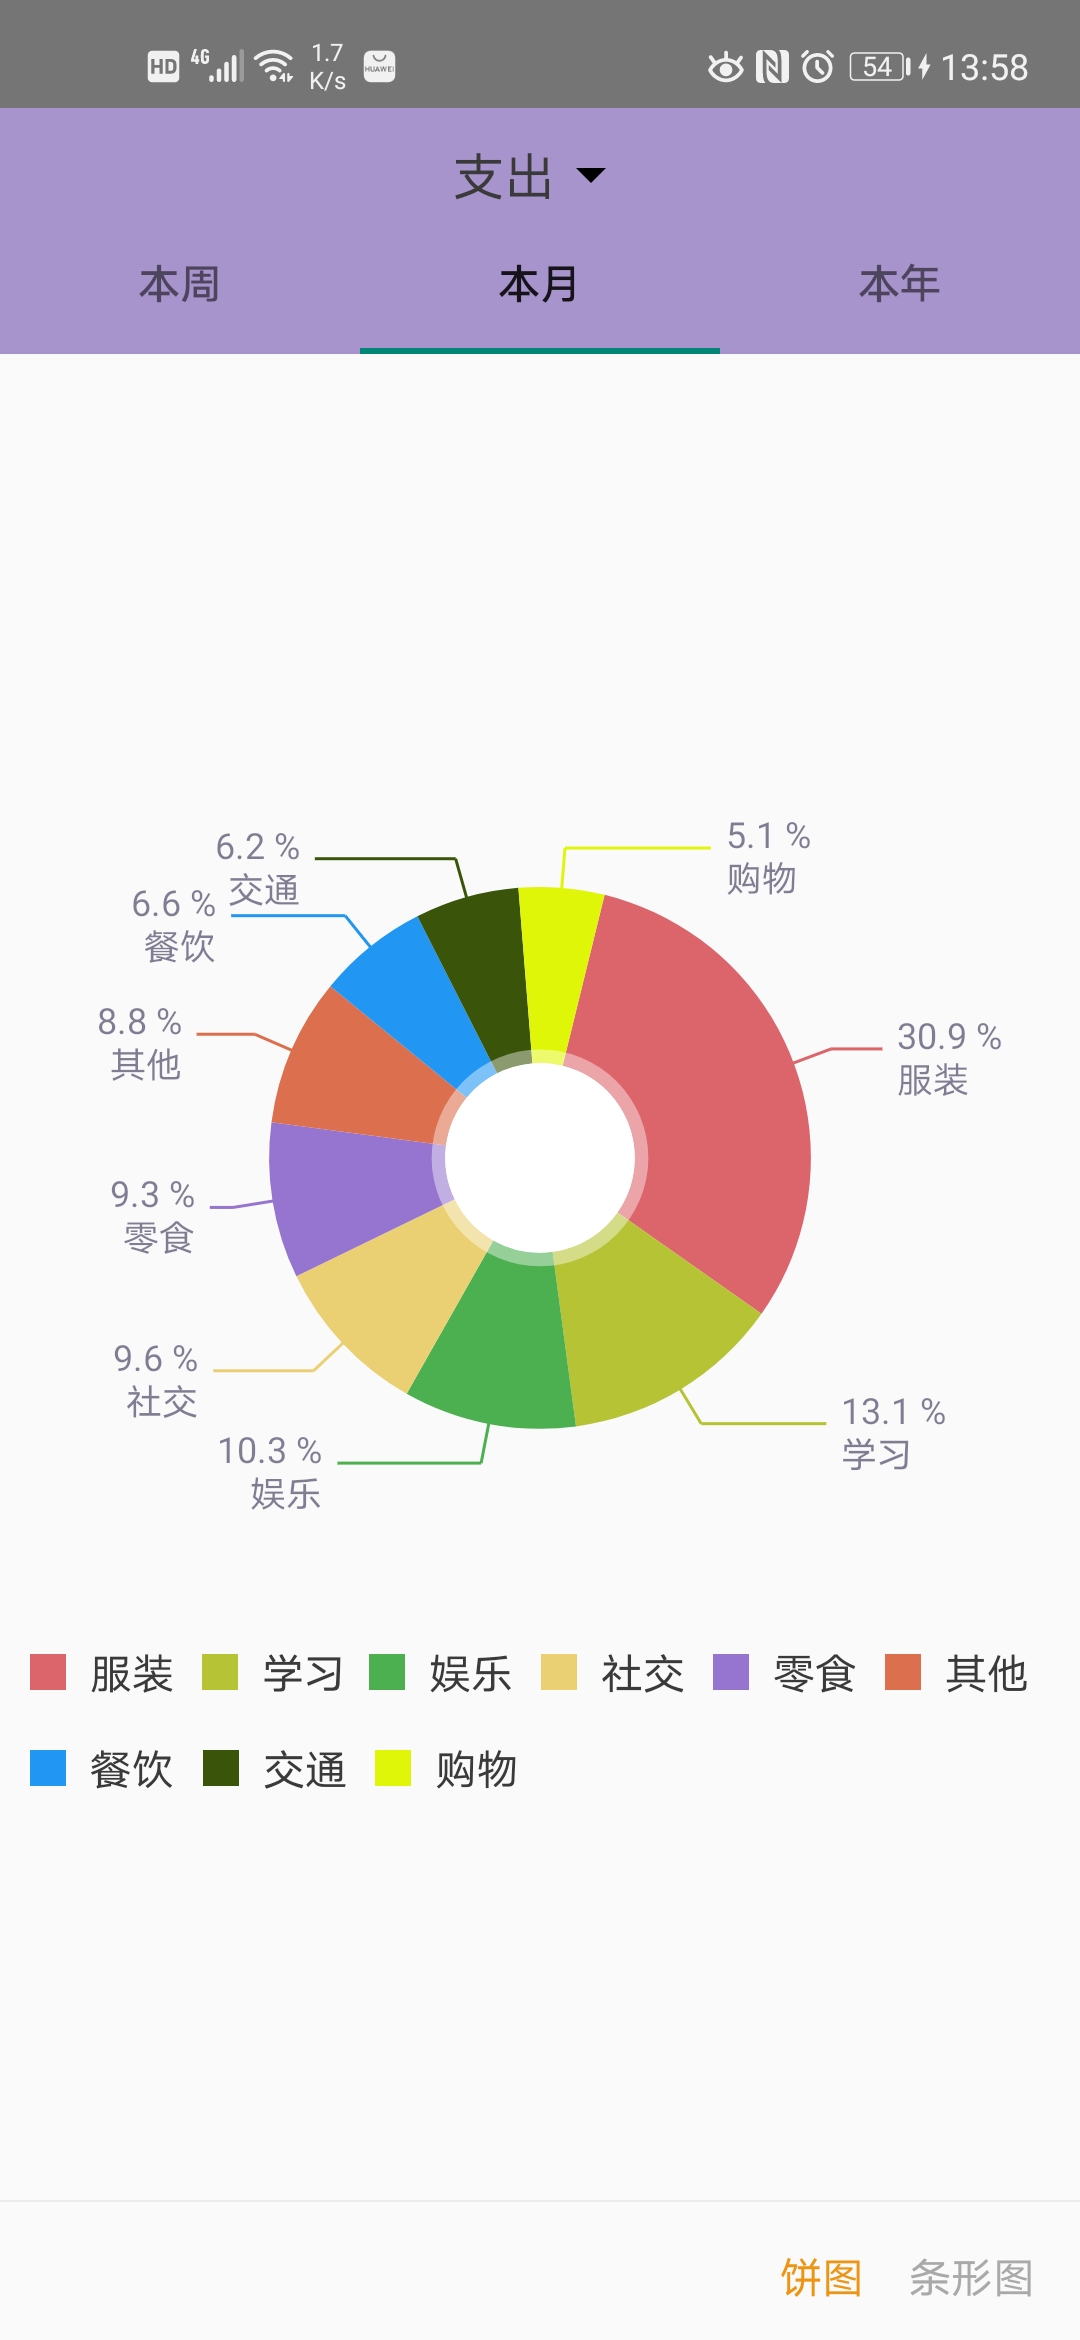 HD 4G 1.7 K/s HUAWEI 54 13:58
支出
本周 本月 本年
5.1 %
购物
6.2 %
交通
6.6 %
餐饮
8.8 %
其他
30.9 %
服装
9.3 %
零食
9.6 %
社交
13.1 %
学习
10.3 %
娱乐
服装 学习 娱乐 社交 零食 其他
餐饮 交通 购物
饼图 条形图